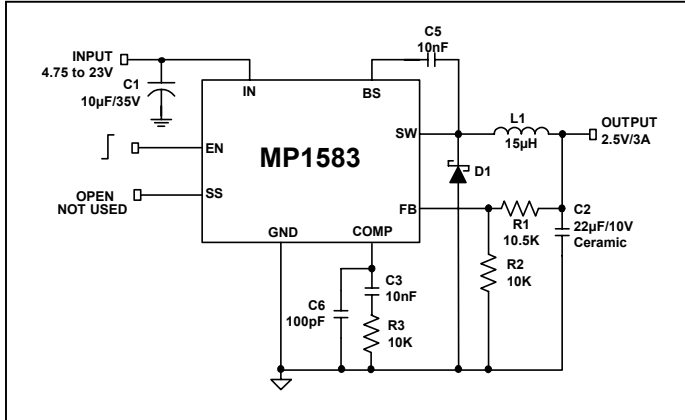 C5
10nF
INPUT
4.75 to 23V
C1
10µF/35V
IN
BS
L1
15µH
OUTPUT
2.5V/3A
EN
MP1583
SW
D1
OPEN
NOT USED
SS
FB
R1
10.5K
C2
22µF/10V
Ceramic
GND
COMP
R2
10K
C3
10nF
C6
100pF
R3
10K